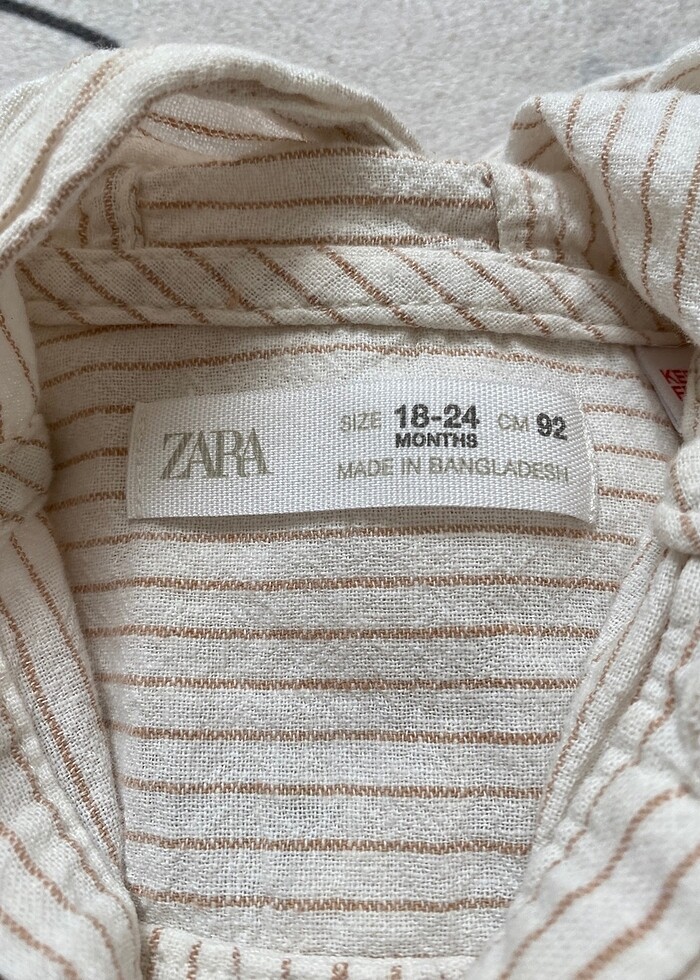 ZARA
SIZE 18-24 MONTHS CM 92
MADE IN BANGLADESH